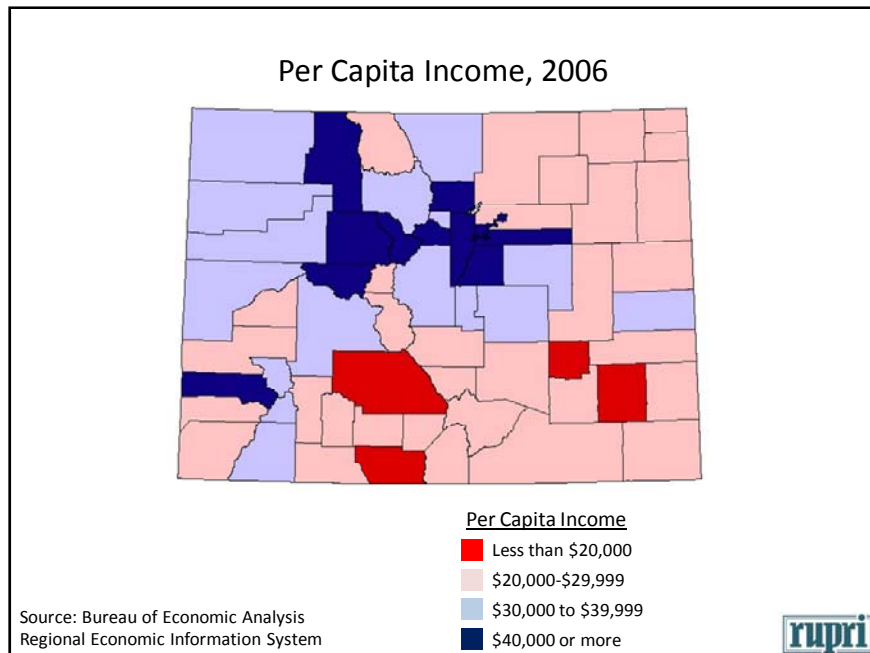 Per Capita Income, 2006
Per Capita Income
Less than $20,000
$20,000-$29,999
$30,000 to $39,999
$40,000 or more
Source: Bureau of Economic Analysis
Regional Economic Information System
rupri